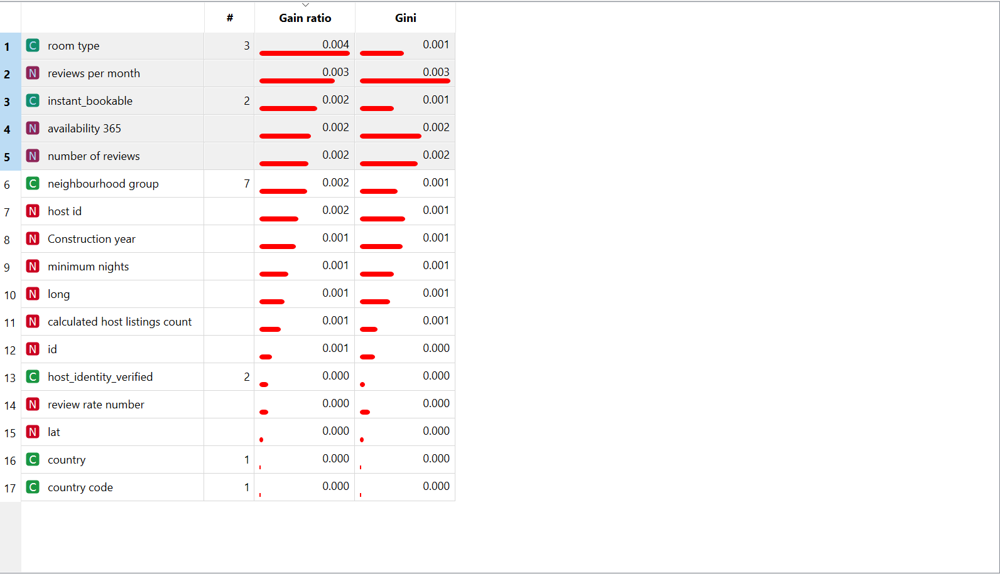 # Gain ratio Gini
1 C room type 3 0.004 0.001
2 N reviews per month 0.003 0.003
3 C instant_bookable 2 0.002 0.001
4 N availability 365 0.002 0.002
5 N number of reviews 0.002 0.002
6 C neighbourhood group 7 0.002 0.001
7 N host id 0.002 0.001
8 N Construction year 0.001 0.001
9 N minimum nights 0.001 0.001
10 N long 0.001 0.001
11 N calculated host listings count 0.001 0.001
12 N id 0.001 0.000
13 C host_identity_verified 2 0.000 0.000
14 N review rate number 0.000 0.000
15 N lat 0.000 0.000
16 C country 1 0.000 0.000
17 C country code 1 0.000 0.000